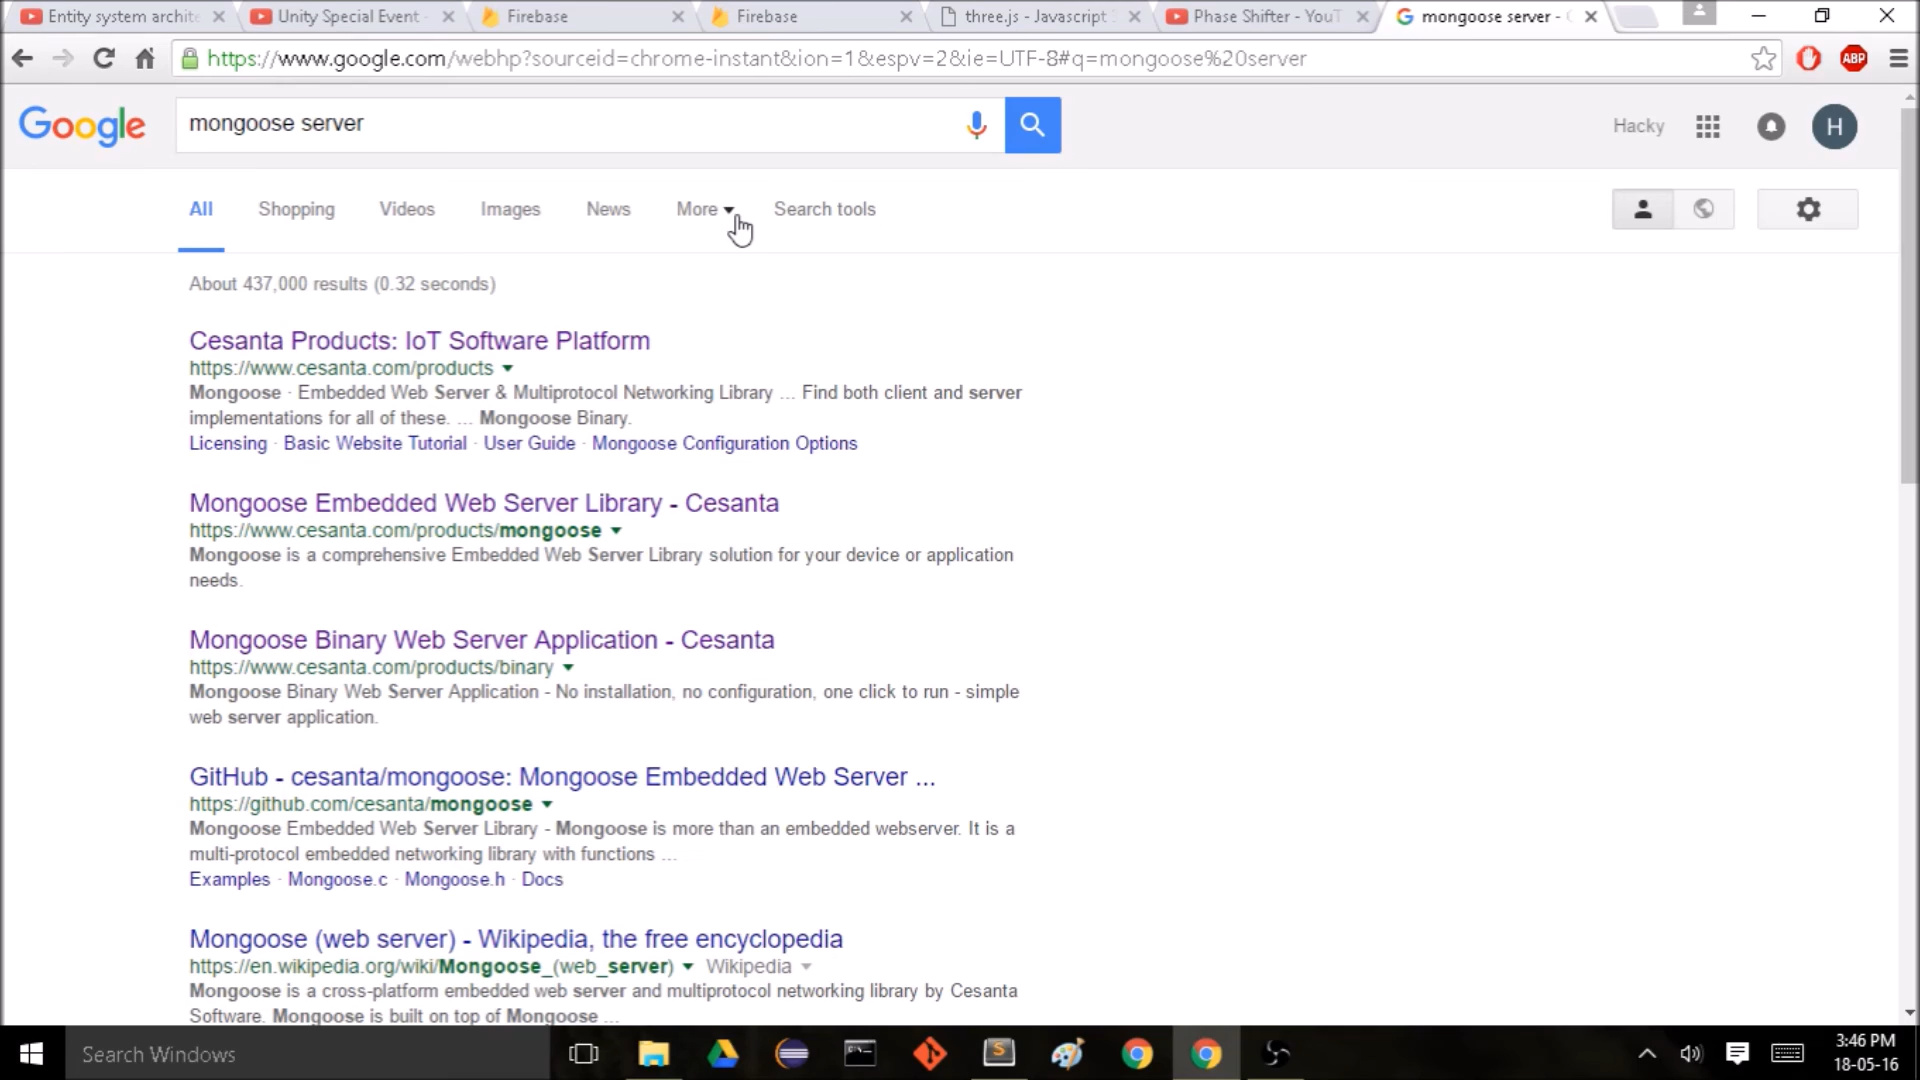 Entity system archite
Unity Special Event
Firebase
Firebase
three.js - Javascript
Phase Shifter - YouT
mongoose server -
https://www.google.com/webhp?sourceid=chrome-instant&ion=1&espv=2&ie=UTF-8#q=mongoose%20server
ABP
Google
mongoose server
Hacky
H
All
Shopping
Videos
Images
News
More
Search tools
About 437,000 results (0.32 seconds)
Cesanta Products: IoT Software Platform
https://www.cesanta.com/products
Mongoose · Embedded Web Server & Multiprotocol Networking Library ... Find both client and server
implementations for all of these. ... Mongoose Binary.
Licensing · Basic Website Tutorial · User Guide · Mongoose Configuration Options
Mongoose Embedded Web Server Library - Cesanta
https://www.cesanta.com/products/mongoose
Mongoose is a comprehensive Embedded Web Server Library solution for your device or application
needs.
Mongoose Binary Web Server Application - Cesanta
https://www.cesanta.com/products/binary
Mongoose Binary Web Server Application - No installation, no configuration, one click to run - simple
web server application.
GitHub - cesanta/mongoose: Mongoose Embedded Web Server ...
https://github.com/cesanta/mongoose
Mongoose Embedded Web Server Library - Mongoose is more than an embedded webserver. It is a
multi-protocol embedded networking library with functions ...
Examples · Mongoose.c · Mongoose.h · Docs
Mongoose (web server) - Wikipedia, the free encyclopedia
https://en.wikipedia.org/wiki/Mongoose_(web_server) Wikipedia
Mongoose is a cross-platform embedded web server and multiprotocol networking library by Cesanta
Software. Mongoose is built on top of Mongoose ...
Search Windows
S
3:46 PM
18-05-16